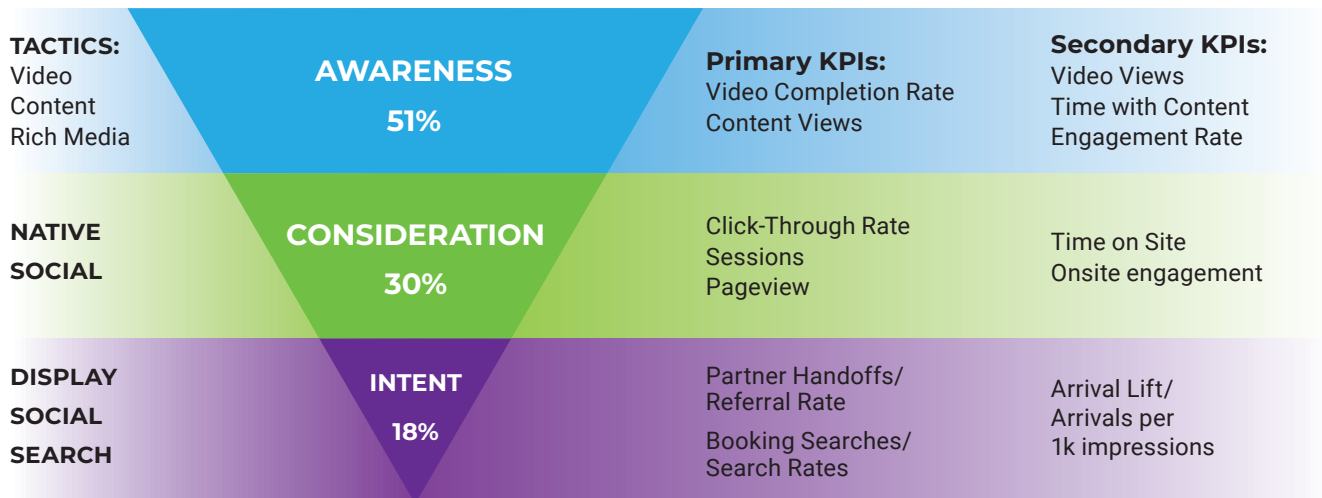 TACTICS:
Video
Content
Rich Media
AWARENESS
51%
Primary KPIs:
Video Completion Rate
Content Views
Secondary KPIs:
Video Views
Time with Content
Engagement Rate
NATIVE
SOCIAL
CONSIDERATION
30%
Click-Through Rate
Sessions
Pageview
Time on Site
Onsite engagement
DISPLAY
SOCIAL
SEARCH
INTENT
18%
Partner Handoffs/
Referral Rate
Booking Searches/
Search Rates
Arrival Lift/
Arrivals per
1k impressions